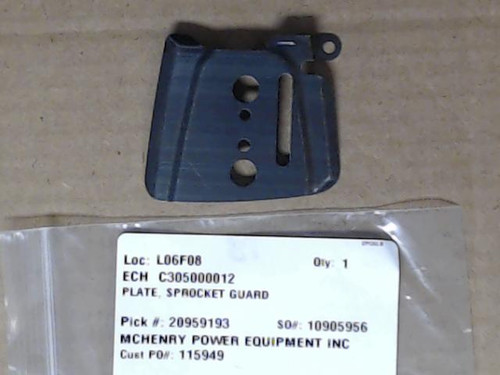 Loc: L06F08 Qty: 1
ECH C305000012
PLATE, SPROCKET GUARD
Pick #: 20959193 SO#: 10905956
MCHENRY POWER EQUIPMENT INC
Cust PO#: 115949